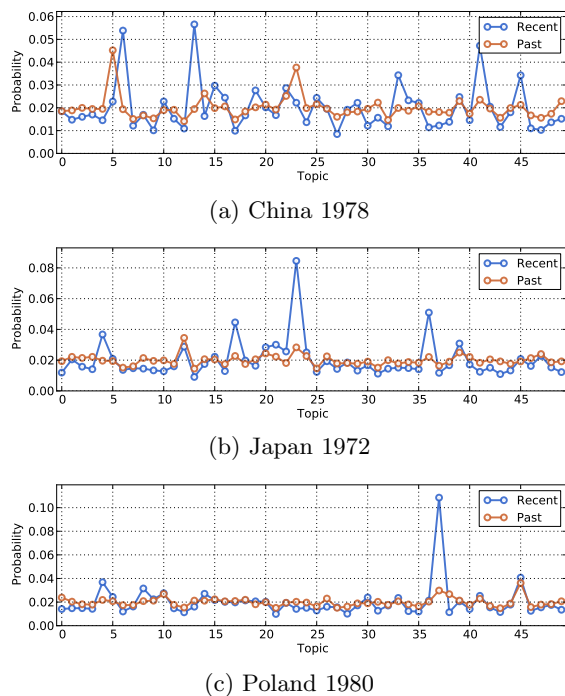 0.06
0.05
0.04
0.03
0.02
0.01
0.00
Probability
Recent
Past
0 5 10 15 20 25 30 35 40 45
Topic
(a) China 1978
0.08
0.06
0.04
0.02
0.00
Probability
Recent
Past
0 5 10 15 20 25 30 35 40 45
Topic
(b) Japan 1972
0.10
0.08
0.06
0.04
0.02
0.00
Probability
Recent
Past
0 5 10 15 20 25 30 35 40 45
Topic
(c) Poland 1980